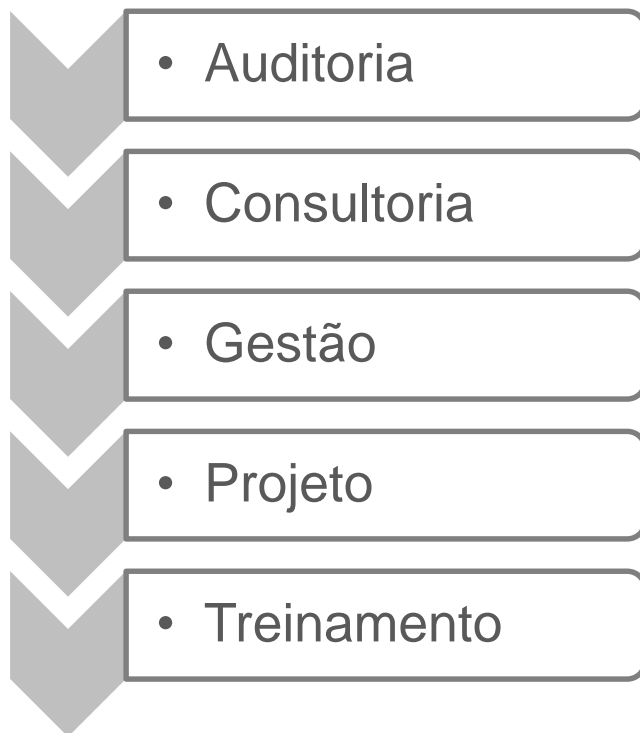 • Auditoria
• Consultoria
• Gestão
• Projeto
• Treinamento